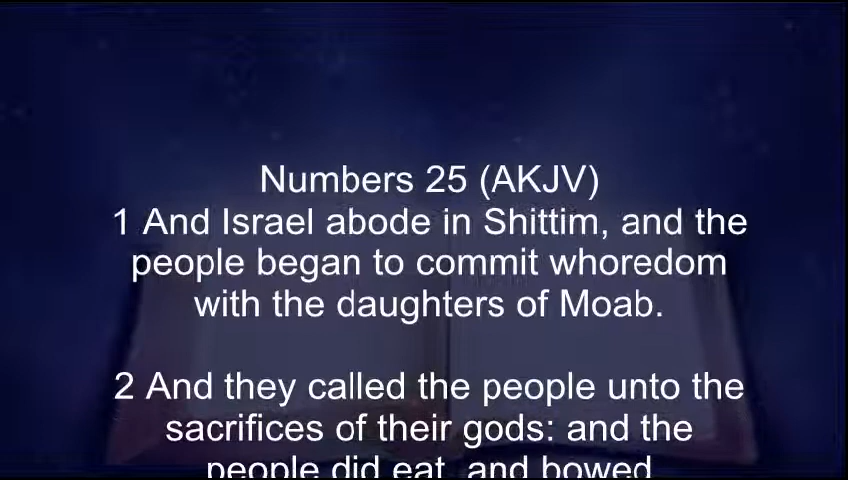 Numbers 25 (AKJV)
1 And Israel abode in Shittim, and the
people began to commit whoredom
with the daughters of Moab.
2 And they called the people unto the
sacrifices of their gods: and the
people did eat, and bowed